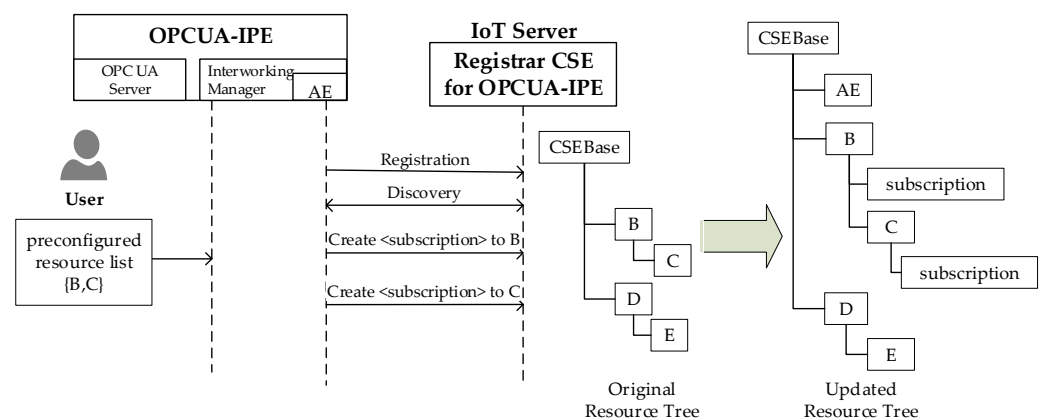 OPCUA-IPE
OPC UA
Server
Interworking
Manager
AE
IoT Server
Registrar CSE
for OPCUA-IPE
User
preconfigured
resource list
{B,C}
Registration
Discovery
Create <subscription> to B
Create <subscription> to C
CSEBase
B
C
D
E
Original
Resource Tree
CSEBase
AE
B
subscription
C
subscription
D
E
Updated
Resource Tree